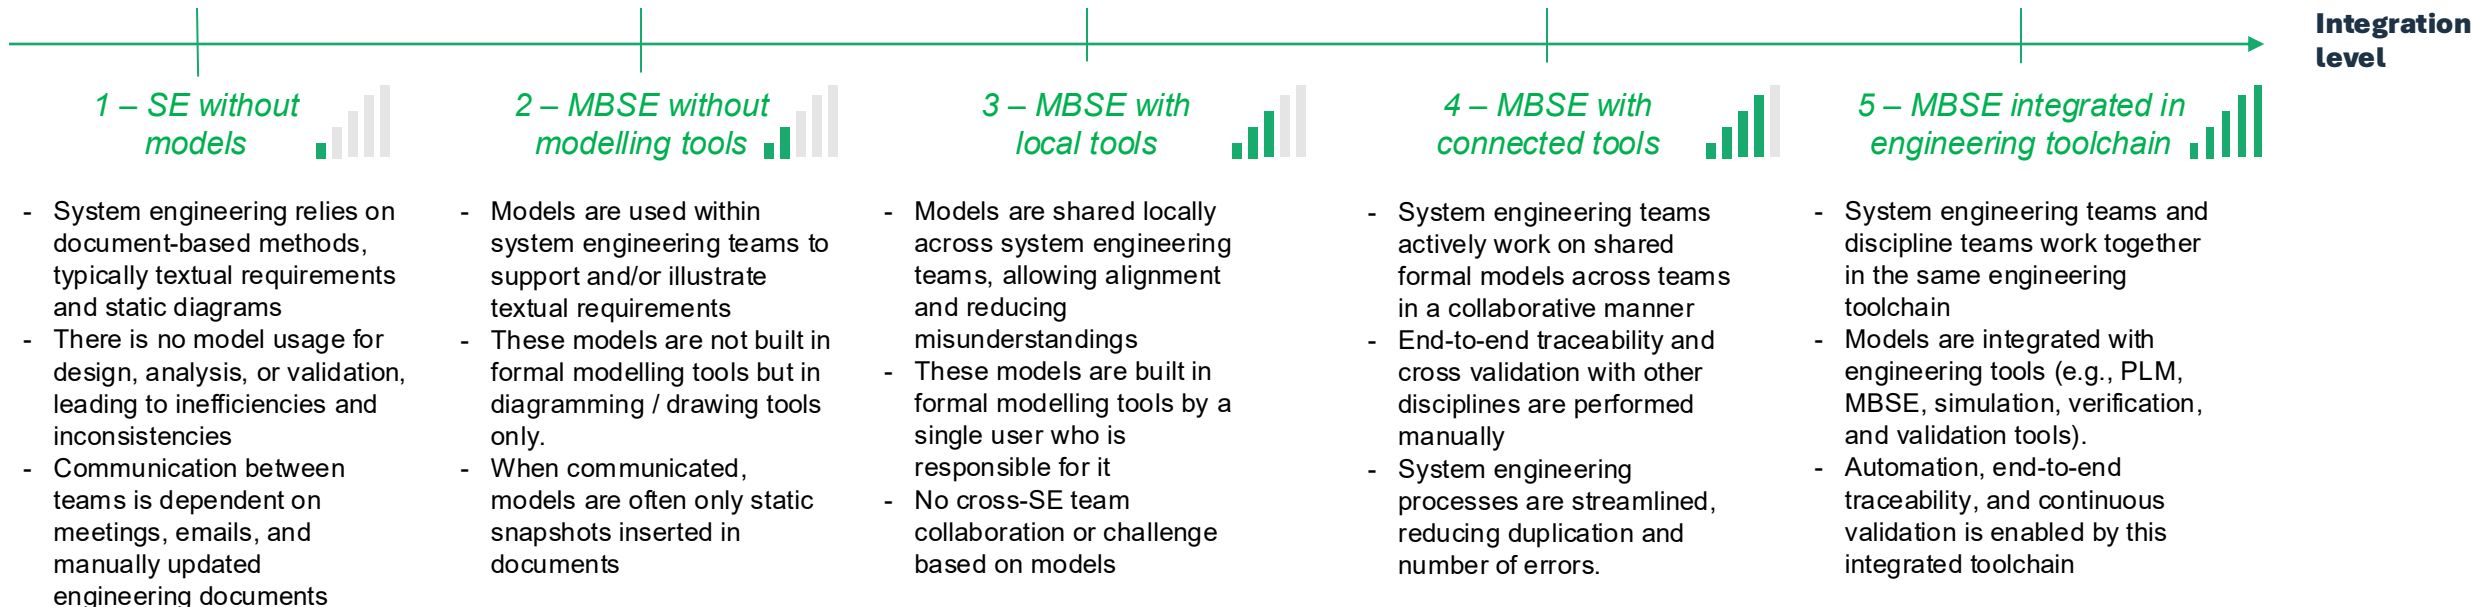 Integration
level
1 – SE without
models
2 – MBSE without
modelling tools
3 – MBSE with
local tools
4 – MBSE with
connected tools
5 – MBSE integrated in
engineering toolchain
- System engineering relies on
document-based methods,
typically textual requirements
and static diagrams
- There is no model usage for
design, analysis, or validation,
leading to inefficiencies and
inconsistencies
- Communication between
teams is dependent on
meetings, emails, and
manually updated
engineering documents
- Models are used within
system engineering teams to
support and/or illustrate
textual requirements
- These models are not built in
formal modelling tools but in
diagramming / drawing tools
only.
- When communicated,
models are often only static
snapshots inserted in
documents
- Models are shared locally
across system engineering
teams, allowing alignment
and reducing
misunderstandings
- These models are built in
formal modelling tools by a
single user who is
responsible for it
- No cross-SE team
collaboration or challenge
based on models
- System engineering teams
actively work on shared
formal models across teams
in a collaborative manner
- End-to-end traceability and
cross validation with other
disciplines are performed
manually
- System engineering
processes are streamlined,
reducing duplication and
number of errors.
- System engineering teams and
discipline teams work together
in the same engineering
toolchain
- Models are integrated with
engineering tools (e.g., PLM,
MBSE, simulation, verification,
and validation tools).
- Automation, end-to-end
traceability, and continuous
validation is enabled by this
integrated toolchain